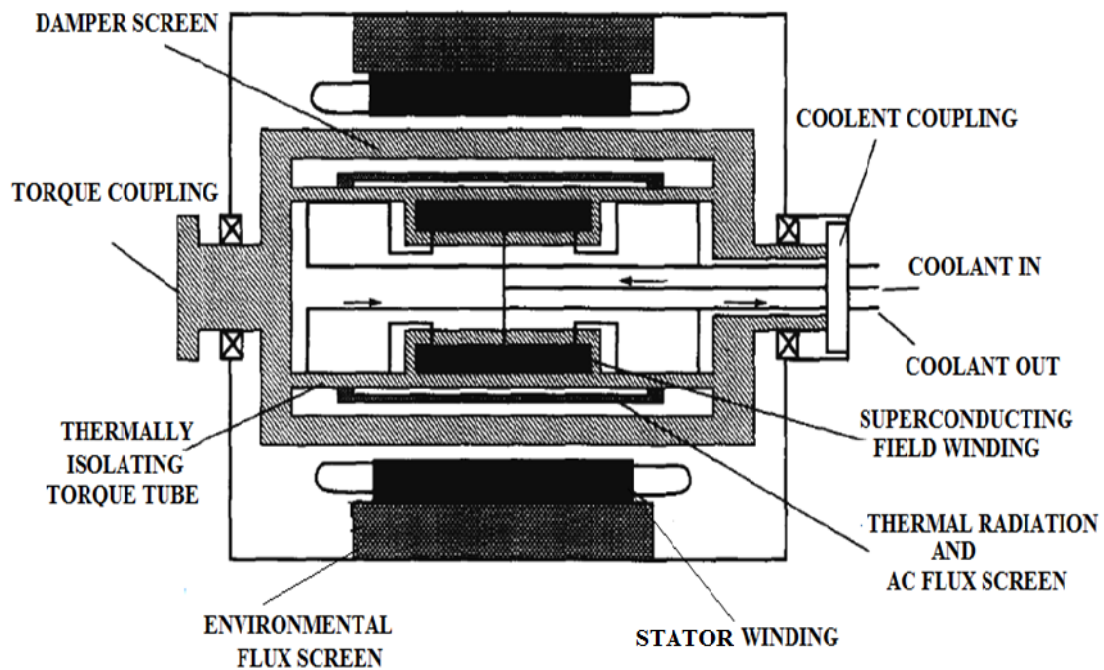 DAMPER SCREEN
COOLENT COUPLING
TORQUE COUPLING
COOLANT IN
COOLANT OUT
SUPERCONDUCTING
FIELD WINDING
THERMALLY
ISOLATING
TORQUE TUBE
THERMAL RADIATION
AND
AC FLUX SCREEN
ENVIRONMENTAL
FLUX SCREEN
STATOR WINDING